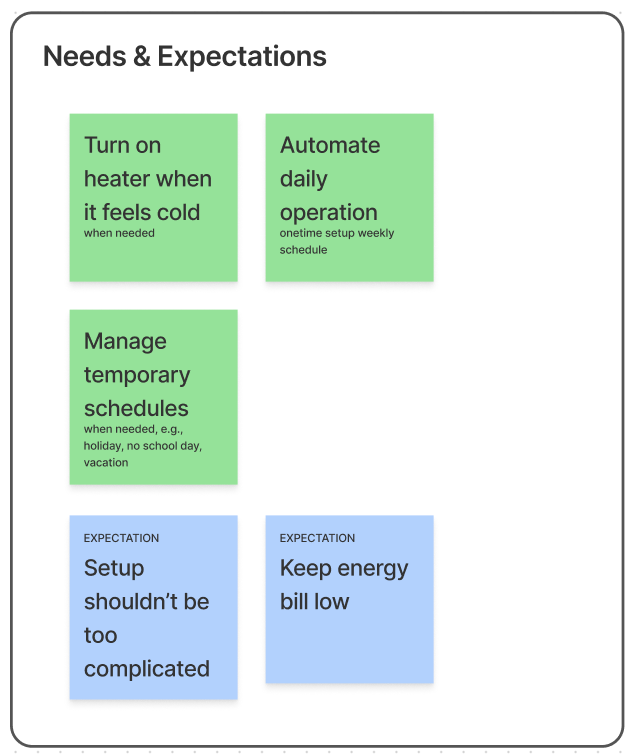 Needs & Expectations
Turn on
heater when
it feels cold
when needed
Automate
daily
operation
onetime setup weekly
schedule
Manage
temporary
schedules
when needed, e.g.,
holiday, no school day,
vacation
EXPECTATION
Setup
shouldn’t be
too
complicated
EXPECTATION
Keep energy
bill low